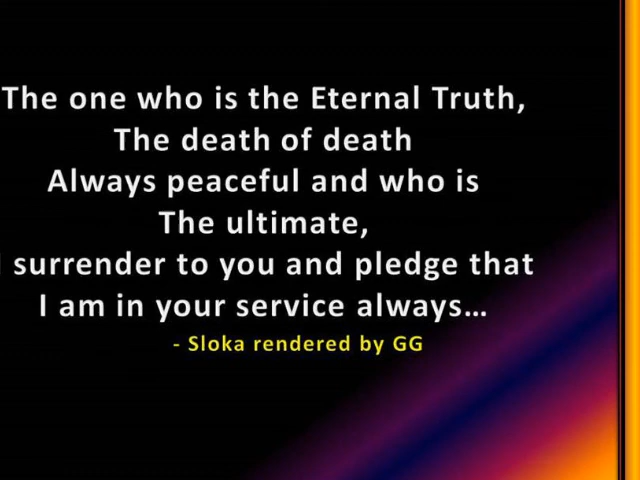 The one who is the Eternal Truth,
The death of death
Always peaceful and who is
The ultimate,
I surrender to you and pledge that
I am in your service always…
- Sloka rendered by GG